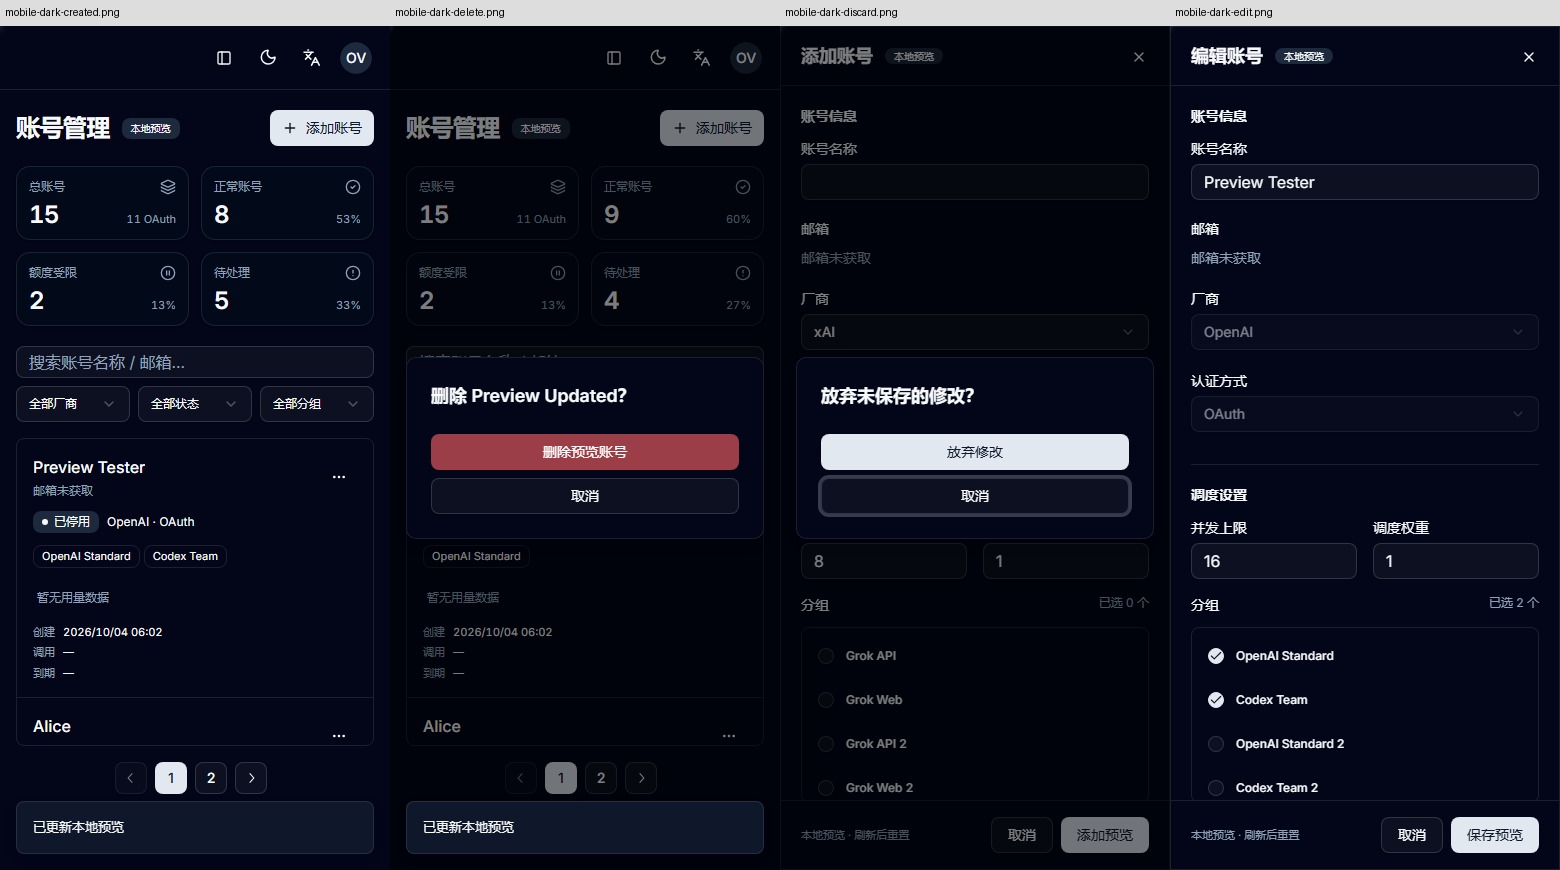 mobile-dark-created.png
OV
账号管理 本地预览
添加账号
总账号
15
11 OAuth
正常账号
8
53%
额度受限
2
13%
待处理
5
33%
搜索账号名称 / 邮箱...
全部厂商
全部状态
全部分组
Preview Tester
...
邮箱未获取
已停用 OpenAI · OAuth
OpenAI Standard Codex Team
暂无用量数据
创建 2026/10/04 06:02
调用 —
到期 —
Alice
...
1 2
已更新本地预览
mobile-dark-delete.png
OV
账号管理 本地预览
添加账号
总账号
15
11 OAuth
正常账号
9
60%
额度受限
2
13%
待处理
4
27%
删除 Preview Updated?
删除预览账号
取消
OpenAI Standard
暂无用量数据
创建 2026/10/04 06:02
调用 —
到期 —
Alice
...
1 2
已更新本地预览
mobile-dark-discard.png
添加账号 本地预览
账号信息
账号名称
邮箱
邮箱未获取
厂商
xAI
放弃未保存的修改?
放弃修改
取消
8
1
分组 已选 0 个
Grok API
Grok Web
Grok API 2
Grok Web 2
本地预览 · 刷新后重置 取消 添加预览
mobile-dark-edit.png
编辑账号 本地预览
账号信息
账号名称
Preview Tester
邮箱
邮箱未获取
厂商
OpenAI
认证方式
OAuth
调度设置
并发上限 调度权重
16 1
分组 已选 2 个
OpenAI Standard
Codex Team
OpenAI Standard 2
Codex Team 2
本地预览 · 刷新后重置 取消 保存预览